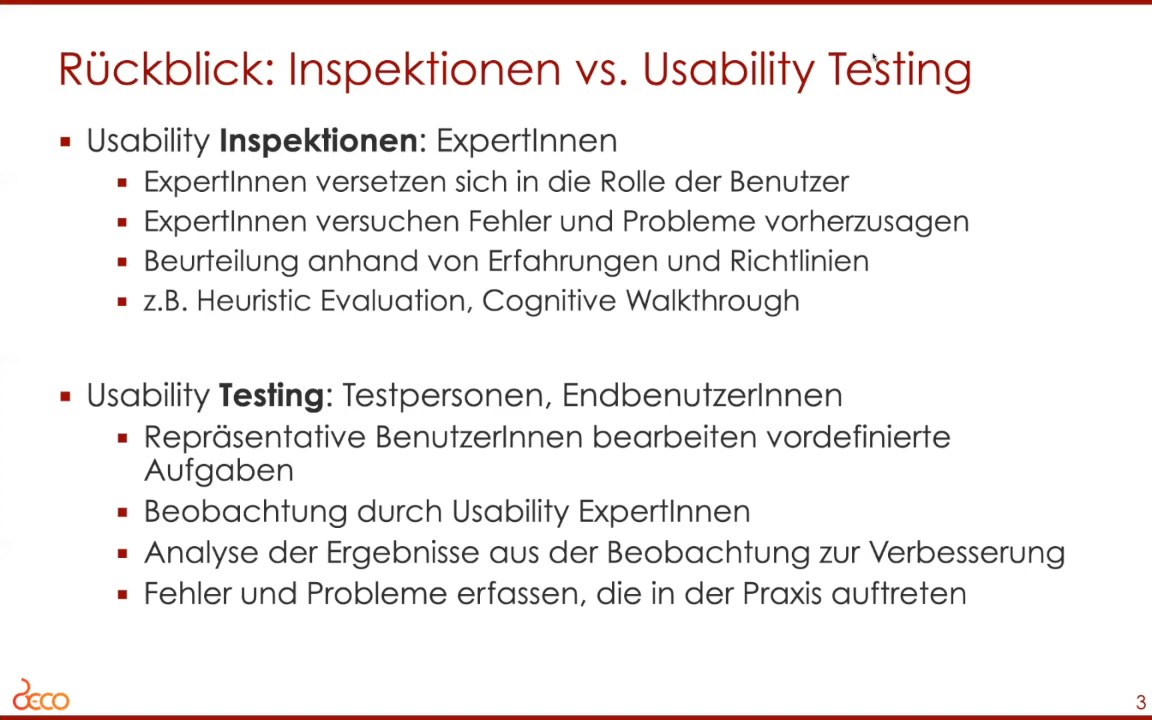 Rückblick: Inspektionen vs. Usability Testing
Usability Inspektionen: ExpertInnen
ExpertInnen versetzen sich in die Rolle der Benutzer
ExpertInnen versuchen Fehler und Probleme vorherzusagen
Beurteilung anhand von Erfahrungen und Richtlinien
z.B. Heuristic Evaluation, Cognitive Walkthrough
Usability Testing: Testpersonen, EndbenutzerInnen
Repräsentative BenutzerInnen bearbeiten vordefinierte
Aufgaben
Beobachtung durch Usability ExpertInnen
Analyse der Ergebnisse aus der Beobachtung zur Verbesserung
Fehler und Probleme erfassen, die in der Praxis auftreten
DECO
3